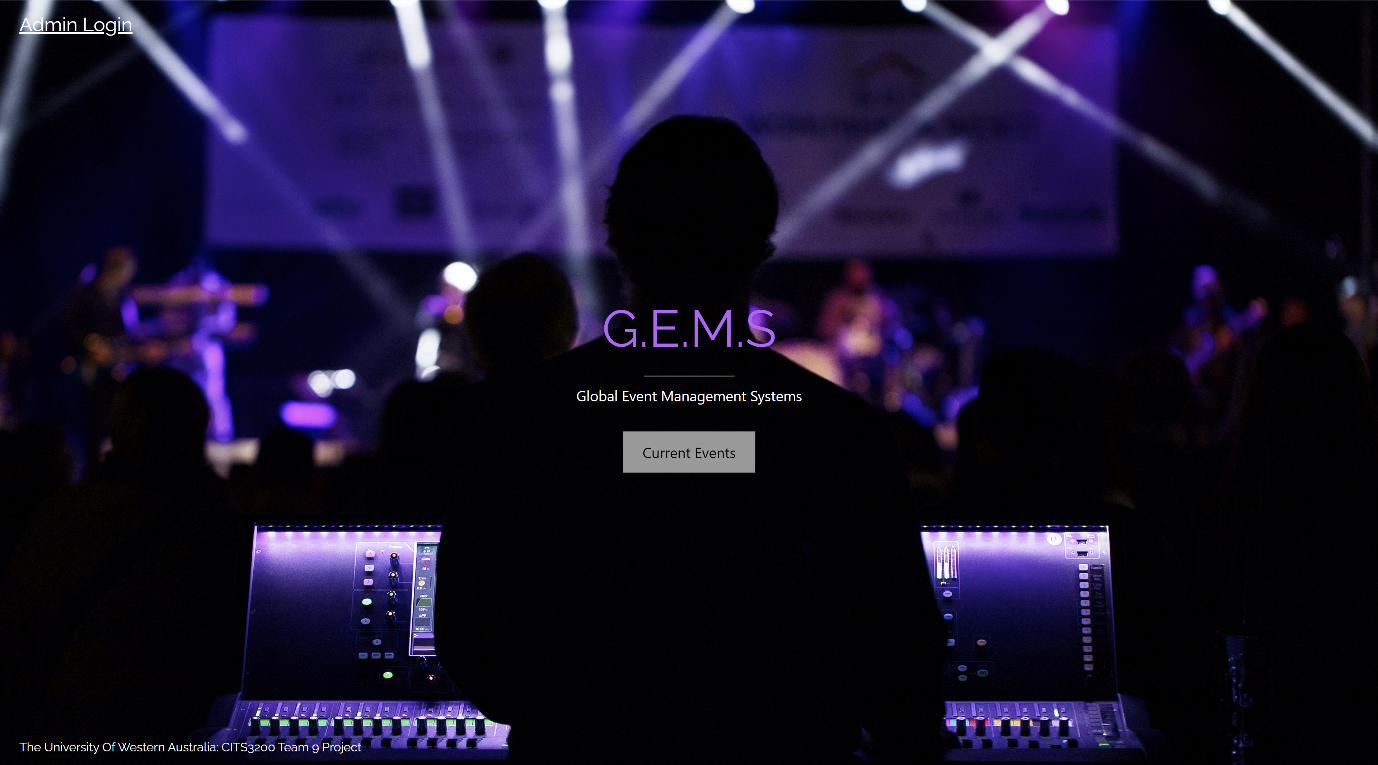 Admin Login
G.E.M.S
Global Event Management Systems
Current Events
The University Of Western Australia: CITS3200 Team 9 Project